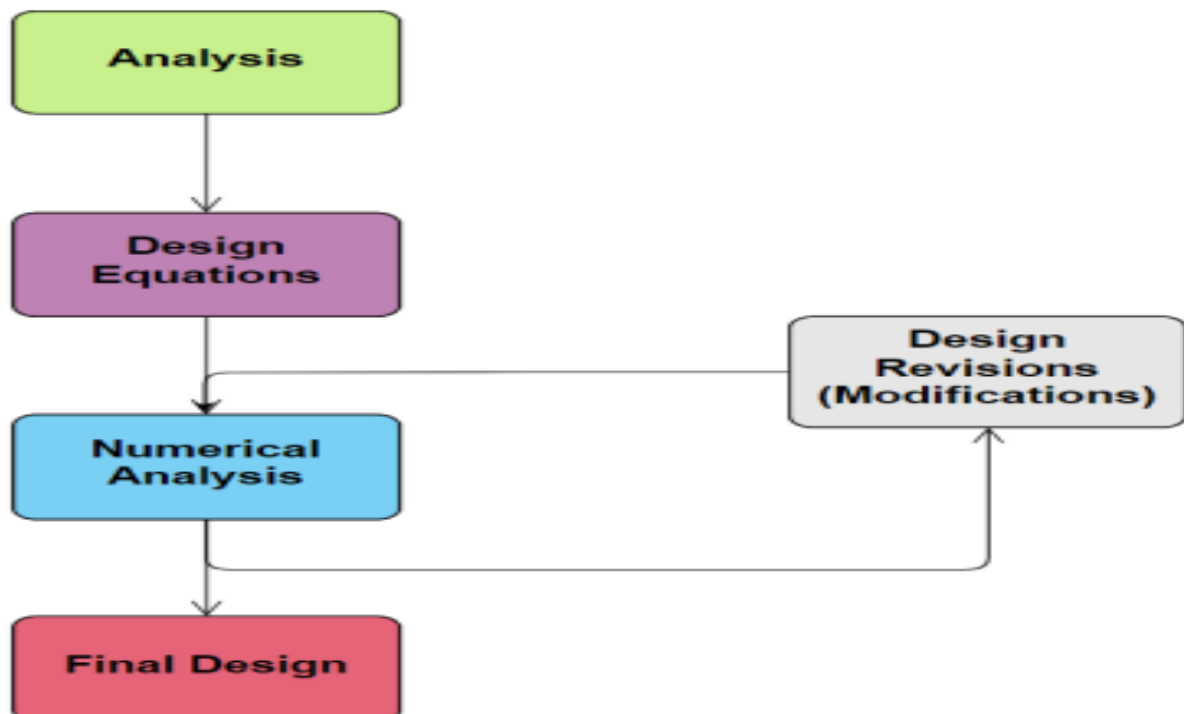 Analysis
Design
Equations
Design
Revisions
(Modifications)
Numerical
Analysis
Final Design